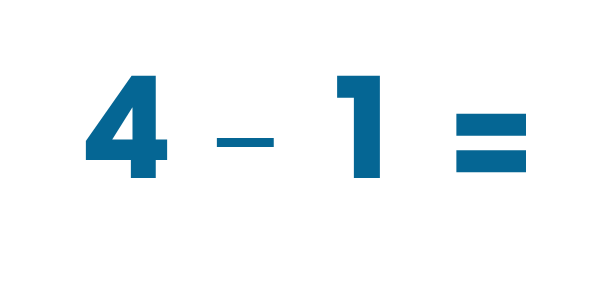 4 – 1 =